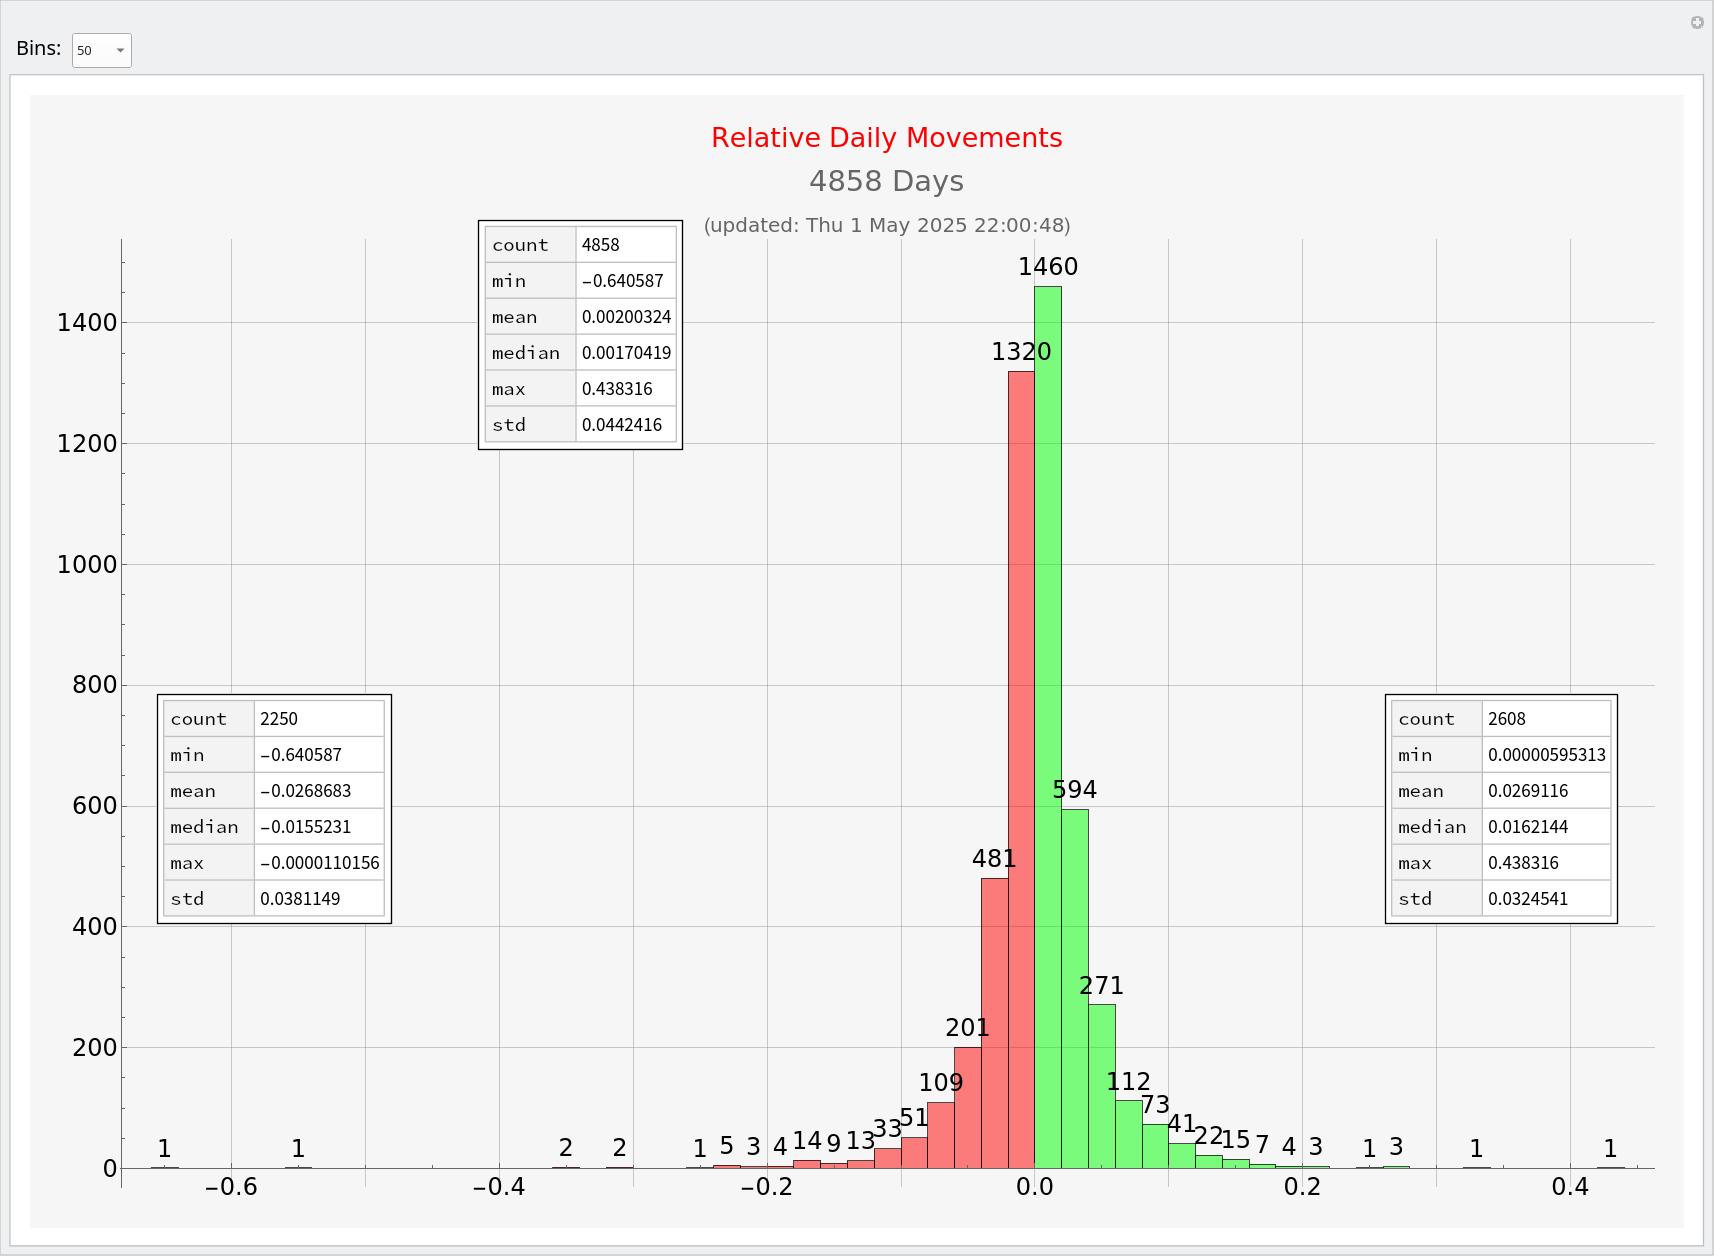 Bins: 50
Relative Daily Movements
4858 Days
(updated: Thu 1 May 2025 22:00:48)
count 4858
min −0.640587
mean 0.00200324
median 0.00170419
max 0.438316
std 0.0442416
count 2250
min −0.640587
mean −0.0268683
median −0.0155231
max −0.0000110156
std 0.0381149
count 2608
min 0.00000595313
mean 0.0269116
median 0.0162144
max 0.438316
std 0.0324541
1400
1200
1000
800
600
400
200
0
1 1 2 2 1 5 3 4 14 9 13 33 51 109 201 481 1320 1460 594 271 112 73 41 22 15 7 4 3 1 3 1 1
−0.6 −0.4 −0.2 0.0 0.2 0.4